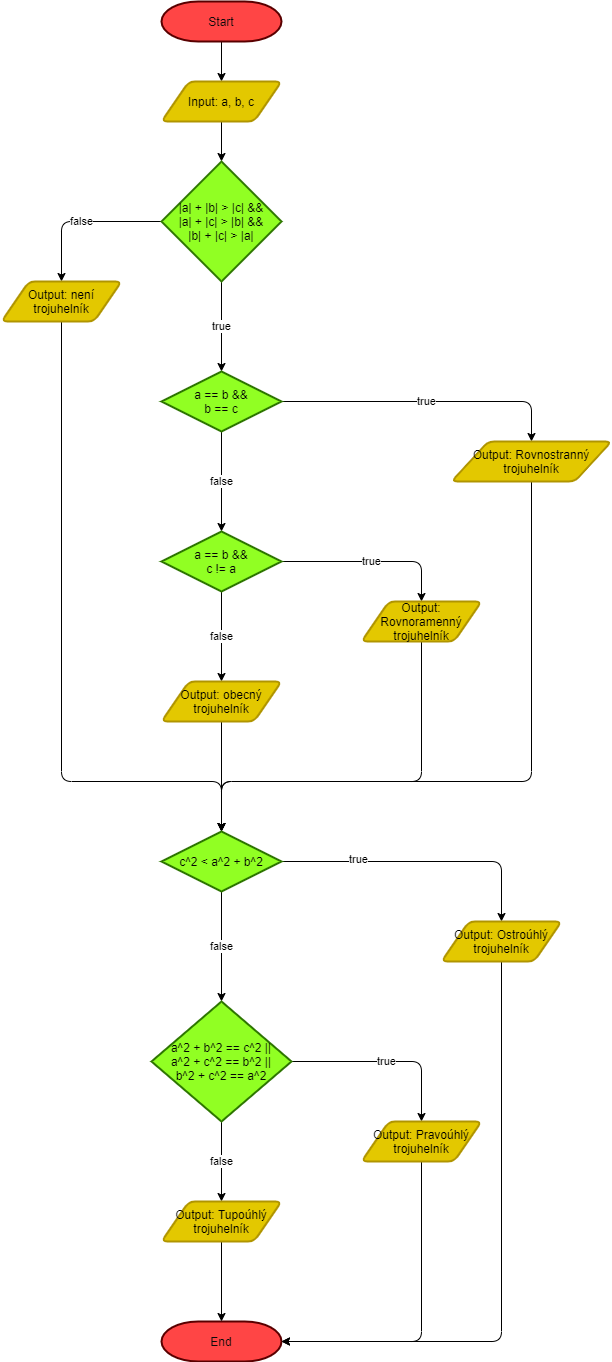 Start
Input: a, b, c
|a| + |b| > |c| &&
|a| + |c| > |b| &&
|b| + |c| > |a|
false
Output: není
trojuhelník
true
a == b &&
b == c
true
Output: Rovnostranný
trojuhelník
false
a == b &&
c != a
true
Output:
Rovnoramenný
trojuhelník
false
Output: obecný
trojuhelník
c^2 < a^2 + b^2
true
Output: Ostroúhlý
trojuhelník
false
a^2 + b^2 == c^2 ||
a^2 + c^2 == b^2 ||
b^2 + c^2 == a^2
true
Output: Pravoúhlý
trojuhelník
false
Output: Tupoúhlý
trojuhelník
End